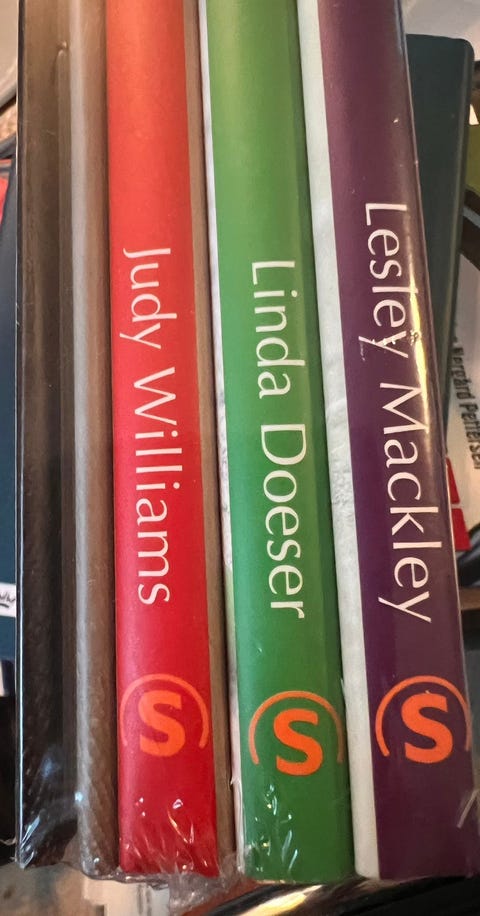 Judy Williams
S
Linda Doeser
S
Lesley Mackley
S